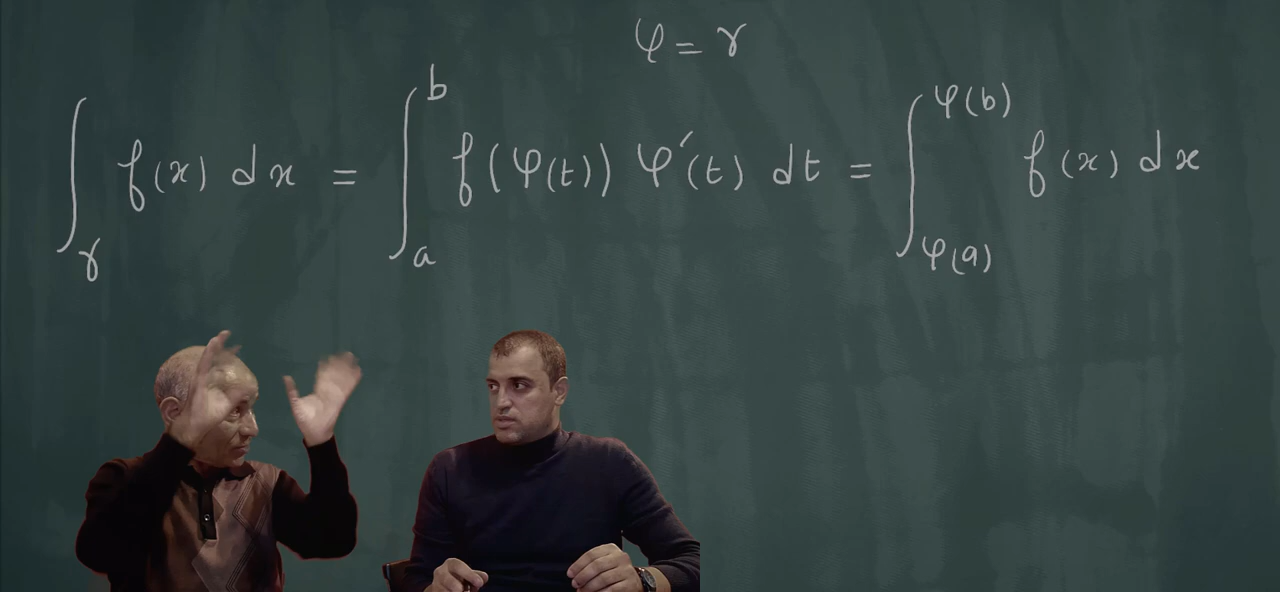 φ = γ
∫_γ f(x) dx = ∫_a^b f(φ(t)) φ′(t) dt = ∫_{φ(a)}^{φ(b)} f(x) dx